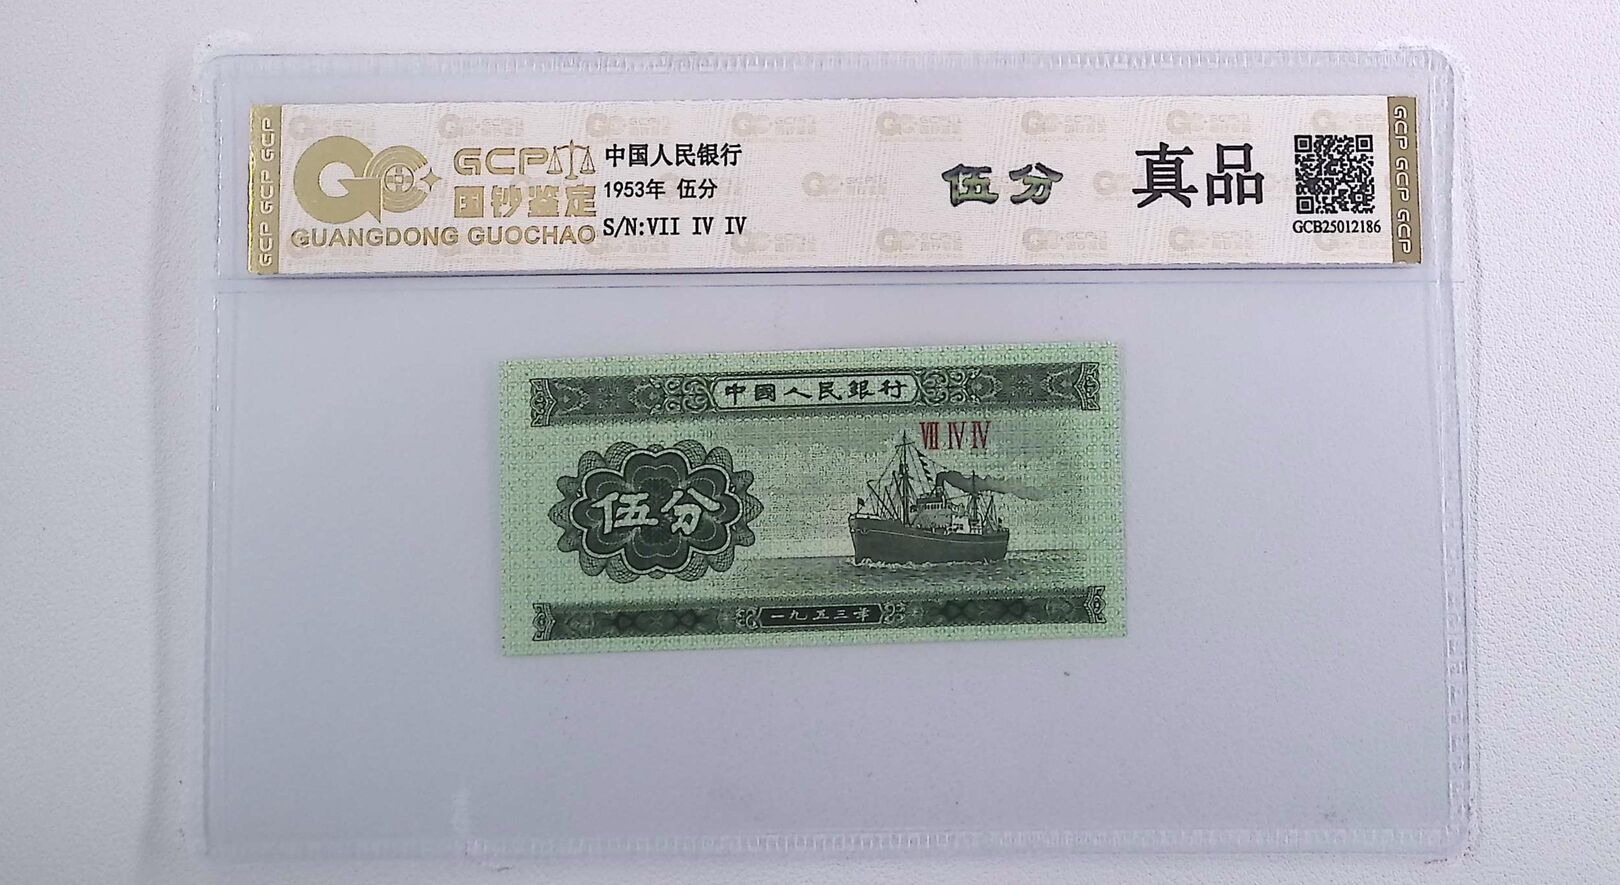 GCP GCP GCP
GCP
国钞鉴定
GUANGDONG GUOCHAO
中国人民银行
1953年 伍分
S/N:VII IV IV
伍分
真品
GCB25012186
GCP GCP GCP
中國人民銀行
VII IV IV
伍分
一九五三年